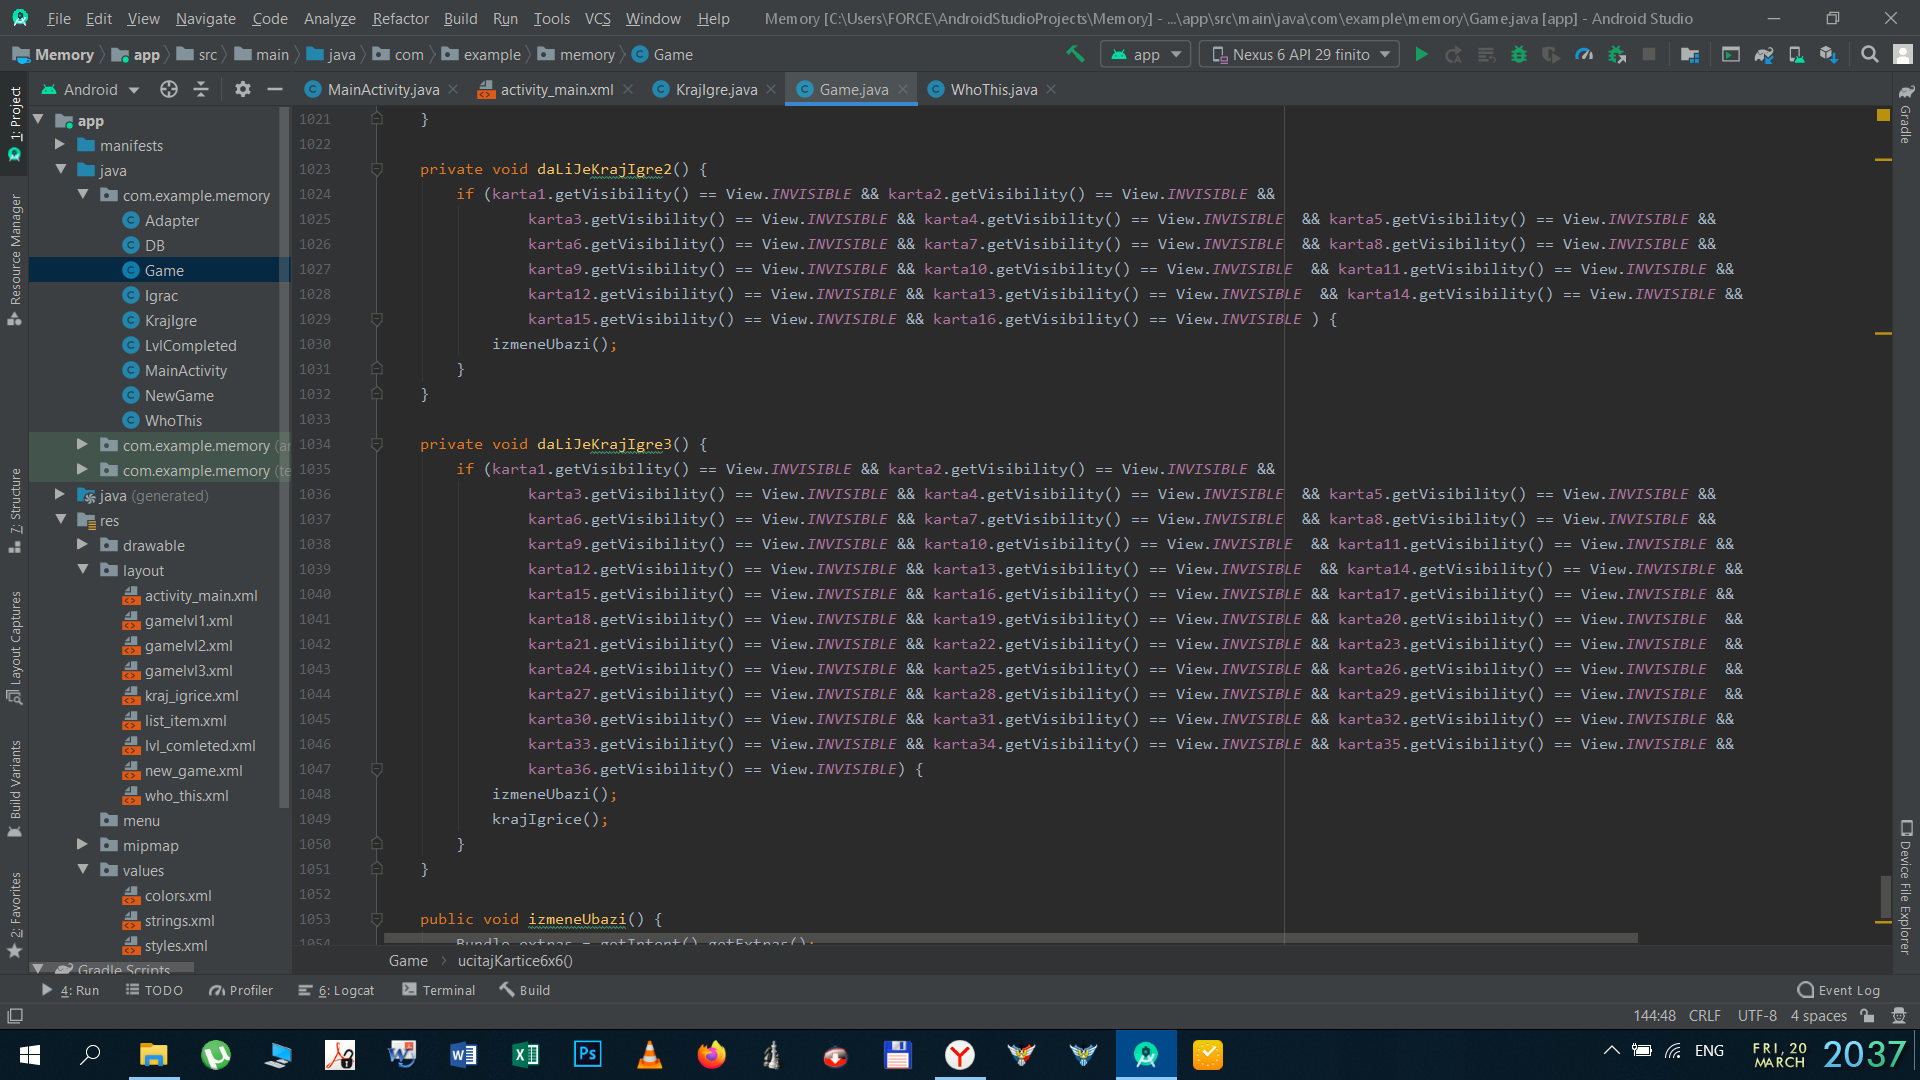 File Edit View Navigate Code Analyze Refactor Build Run Tools VCS Window Help Memory [C:\Users\FORCE\AndroidStudioProjects\Memory] - ...\app\src\main\java\com\example\memory\Game.java [app] - Android Studio
Memory app src main java com example memory Game app Nexus 6 API 29 finito
Android MainActivity.java activity_main.xml KrajIgre.java Game.java WhoThis.java
1: Project
Resource Manager
7: Structure
Layout Captures
Build Variants
2: Favorites
app
manifests
java
com.example.memory
Adapter
DB
Game
Igrac
KrajIgre
LvlCompleted
MainActivity
NewGame
WhoThis
com.example.memory (a
com.example.memory (te
java (generated)
res
drawable
layout
activity_main.xml
gamelvl1.xml
gamelvl2.xml
gamelvl3.xml
kraj_igrice.xml
list_item.xml
lvl_comleted.xml
new_game.xml
who_this.xml
menu
mipmap
values
colors.xml
strings.xml
styles.xml
Gradle Scripts
1021 }
1022
1023 private void daLiJeKrajIgre2() {
1024 if (karta1.getVisibility() == View.INVISIBLE && karta2.getVisibility() == View.INVISIBLE &&
1025 karta3.getVisibility() == View.INVISIBLE && karta4.getVisibility() == View.INVISIBLE && karta5.getVisibility() == View.INVISIBLE &&
1026 karta6.getVisibility() == View.INVISIBLE && karta7.getVisibility() == View.INVISIBLE && karta8.getVisibility() == View.INVISIBLE &&
1027 karta9.getVisibility() == View.INVISIBLE && karta10.getVisibility() == View.INVISIBLE && karta11.getVisibility() == View.INVISIBLE &&
1028 karta12.getVisibility() == View.INVISIBLE && karta13.getVisibility() == View.INVISIBLE && karta14.getVisibility() == View.INVISIBLE &&
1029 karta15.getVisibility() == View.INVISIBLE && karta16.getVisibility() == View.INVISIBLE ) {
1030 izmeneUbazi();
1031 }
1032 }
1033
1034 private void daLiJeKrajIgre3() {
1035 if (karta1.getVisibility() == View.INVISIBLE && karta2.getVisibility() == View.INVISIBLE &&
1036 karta3.getVisibility() == View.INVISIBLE && karta4.getVisibility() == View.INVISIBLE && karta5.getVisibility() == View.INVISIBLE &&
1037 karta6.getVisibility() == View.INVISIBLE && karta7.getVisibility() == View.INVISIBLE && karta8.getVisibility() == View.INVISIBLE &&
1038 karta9.getVisibility() == View.INVISIBLE && karta10.getVisibility() == View.INVISIBLE && karta11.getVisibility() == View.INVISIBLE &&
1039 karta12.getVisibility() == View.INVISIBLE && karta13.getVisibility() == View.INVISIBLE && karta14.getVisibility() == View.INVISIBLE &&
1040 karta15.getVisibility() == View.INVISIBLE && karta16.getVisibility() == View.INVISIBLE && karta17.getVisibility() == View.INVISIBLE &&
1041 karta18.getVisibility() == View.INVISIBLE && karta19.getVisibility() == View.INVISIBLE && karta20.getVisibility() == View.INVISIBLE &&
1042 karta21.getVisibility() == View.INVISIBLE && karta22.getVisibility() == View.INVISIBLE && karta23.getVisibility() == View.INVISIBLE &&
1043 karta24.getVisibility() == View.INVISIBLE && karta25.getVisibility() == View.INVISIBLE && karta26.getVisibility() == View.INVISIBLE &&
1044 karta27.getVisibility() == View.INVISIBLE && karta28.getVisibility() == View.INVISIBLE && karta29.getVisibility() == View.INVISIBLE &&
1045 karta30.getVisibility() == View.INVISIBLE && karta31.getVisibility() == View.INVISIBLE && karta32.getVisibility() == View.INVISIBLE &&
1046 karta33.getVisibility() == View.INVISIBLE && karta34.getVisibility() == View.INVISIBLE && karta35.getVisibility() == View.INVISIBLE &&
1047 karta36.getVisibility() == View.INVISIBLE) {
1048 izmeneUbazi();
1049 krajIgrice();
1050 }
1051 }
1052
1053 public void izmeneUbazi() {
1054 Bundle extras = getIntent().getExtras();
Game ucitajKartice6x6()
Gradle
Device File Explorer
4: Run TODO Profiler 6: Logcat Terminal Build Event Log
144:48 CRLF UTF-8 4 spaces
ENG FRI, 20 MARCH 2037